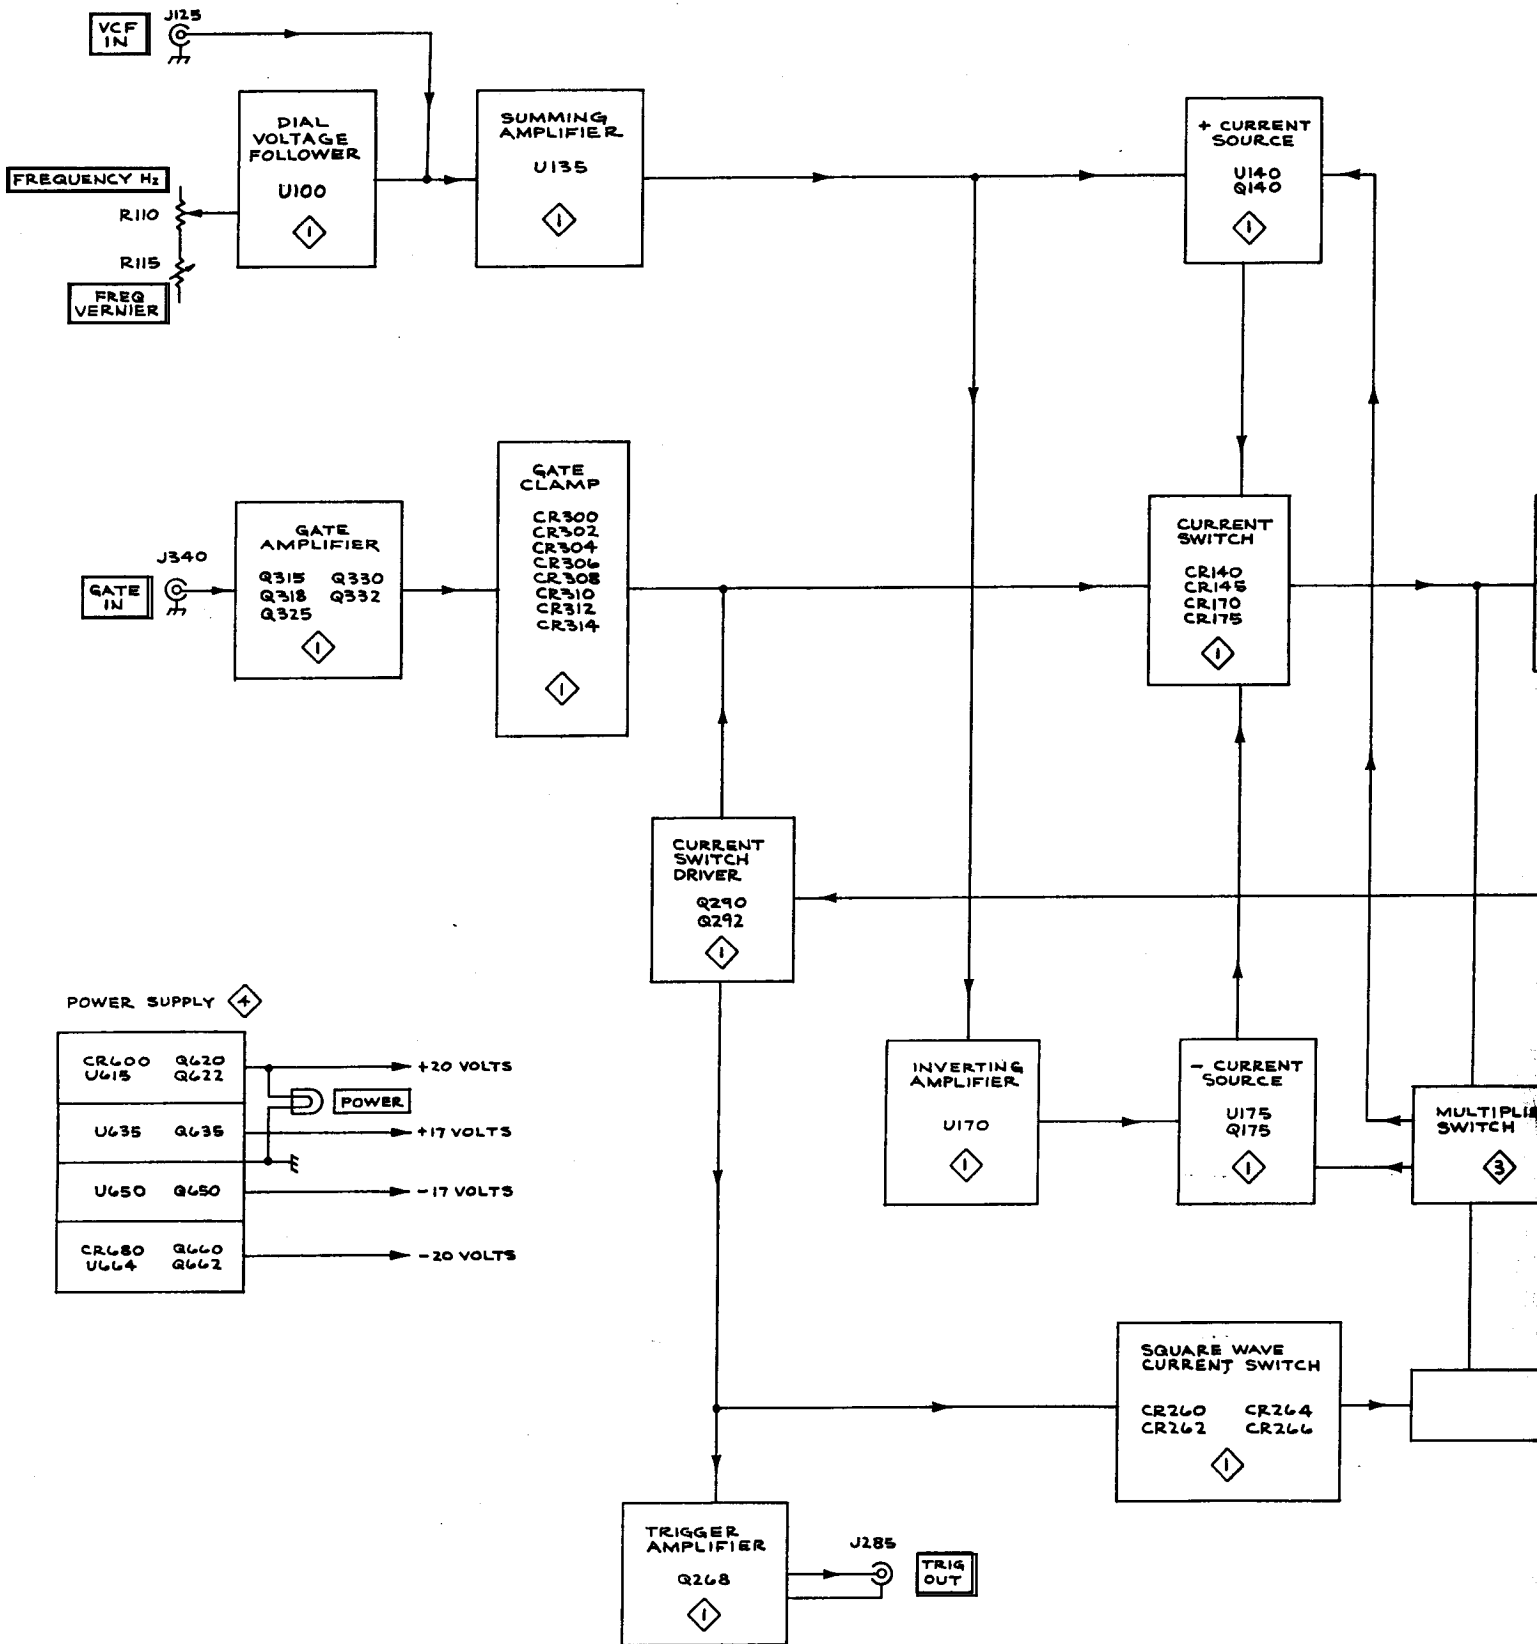 J125
VCF
IN
DIAL
VOLTAGE
FOLLOWER
U100
1
SUMMING
AMPLIFIER
U135
1
+ CURRENT
SOURCE
U140
Q140
1
FREQUENCY Hz
R110
R115
FREQ
VERNIER
GATE
CLAMP
CR300
CR302
CR304
CR306
CR308
CR310
CR312
CR314
1
J340
GATE
IN
GATE
AMPLIFIER
Q315 Q330
Q318 Q332
Q325
1
CURRENT
SWITCH
CR140
CR145
CR170
CR175
1
CURRENT
SWITCH
DRIVER
Q290
Q292
1
POWER SUPPLY 4
CR600 Q620
U615 Q622
+20 VOLTS
POWER
U635 Q635
+17 VOLTS
U650 Q650
-17 VOLTS
CR680 Q660
U664 Q662
-20 VOLTS
INVERTING
AMPLIFIER
U170
1
- CURRENT
SOURCE
U175
Q175
1
MULTIPLIE
SWITCH
3
SQUARE WAVE
CURRENT SWITCH
CR260 CR264
CR262 CR266
1
TRIGGER
AMPLIFIER
Q268
1
J285
TRIG
OUT